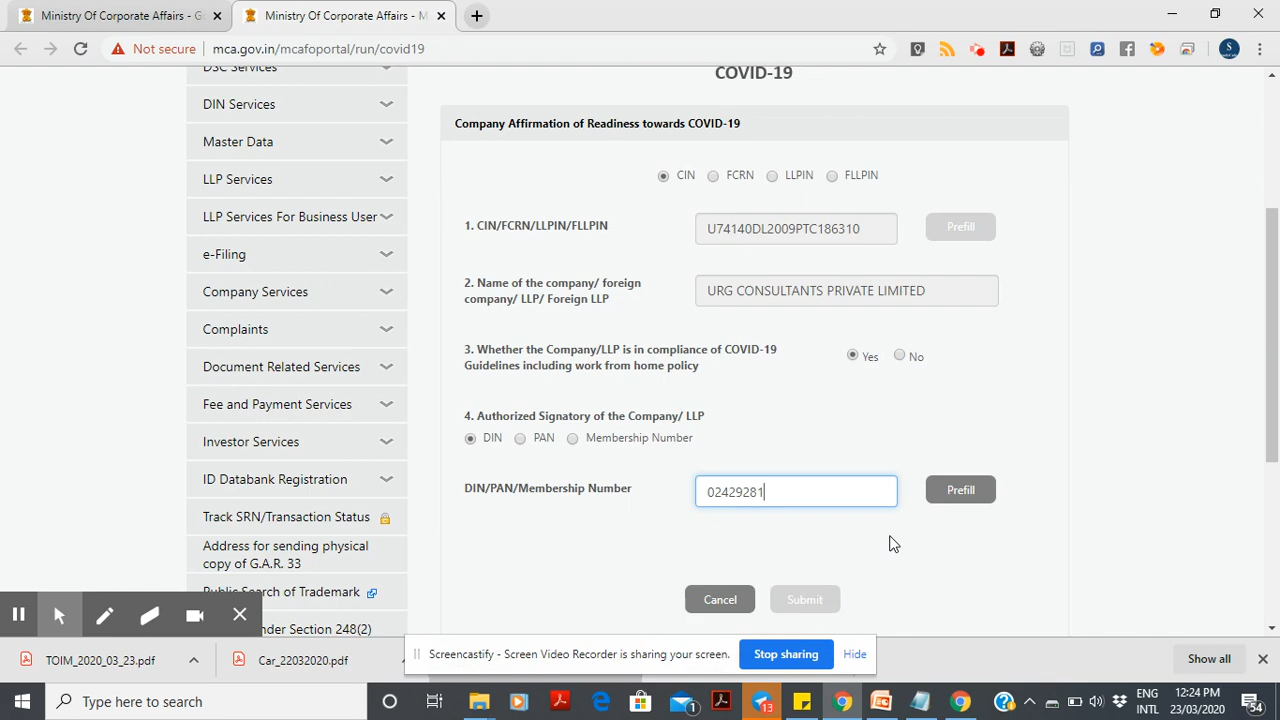 Ministry Of Corporate Affairs - G
Ministry Of Corporate Affairs - M
Not secure
mca.gov.in/mcafoportal/run/covid19
DSC Services
DIN Services
Master Data
LLP Services
LLP Services For Business User
e-Filing
Company Services
Complaints
Document Related Services
Fee and Payment Services
Investor Services
ID Databank Registration
Track SRN/Transaction Status
Address for sending physical
copy of G.A.R. 33
Public Search of Trademark
nder Section 248(2)
COVID-19
Company Affirmation of Readiness towards COVID-19
CIN FCRN LLPIN FLLPIN
1. CIN/FCRN/LLPIN/FLLPIN
U74140DL2009PTC186310
Prefill
2. Name of the company/ foreign
company/ LLP/ Foreign LLP
URG CONSULTANTS PRIVATE LIMITED
3. Whether the Company/LLP is in compliance of COVID-19
Guidelines including work from home policy
Yes No
4. Authorized Signatory of the Company/ LLP
DIN PAN Membership Number
DIN/PAN/Membership Number
02429281
Prefill
Cancel Submit
Screencastify - Screen Video Recorder is sharing your screen.
Stop sharing
Hide
TOIM_2020_03_23.pdf
Car_22032020.pdf
Show all
Type here to search
1
13
ENG
INTL
12:24 PM
23/03/2020
54